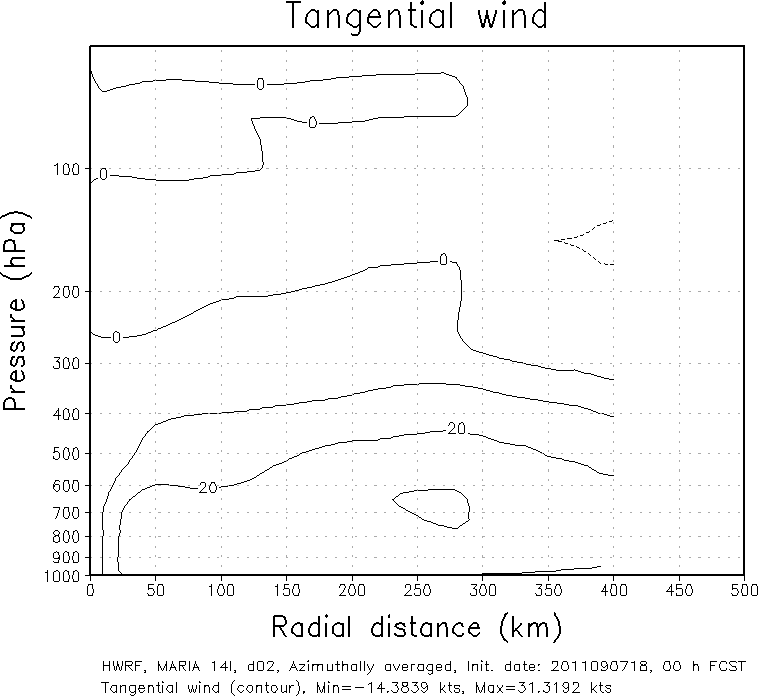 Tangential wind
0
0
0
100
0
200
0
300
400
20
500
600
20
700
800
900
1000
0 50 100 150 200 250 300 350 400 450 500
Pressure (hPa)
Radial distance (km)
HWRF, MARIA 14l, d02, Azimuthally averaged, Init. date: 2011090718, 00 h FCST
Tangential wind (contour), Min=−14.3839 kts, Max=31.3192 kts